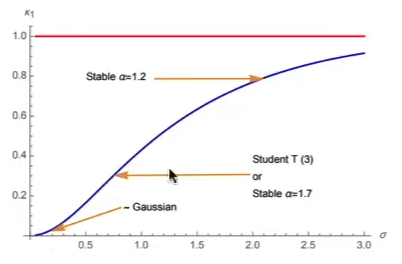 κ1
1.0
0.8
Stable α=1.2
0.6
0.4
Student T (3)
or
Stable α=1.7
0.2
~ Gaussian
0.5 1.0 1.5 2.0 2.5 3.0 σ